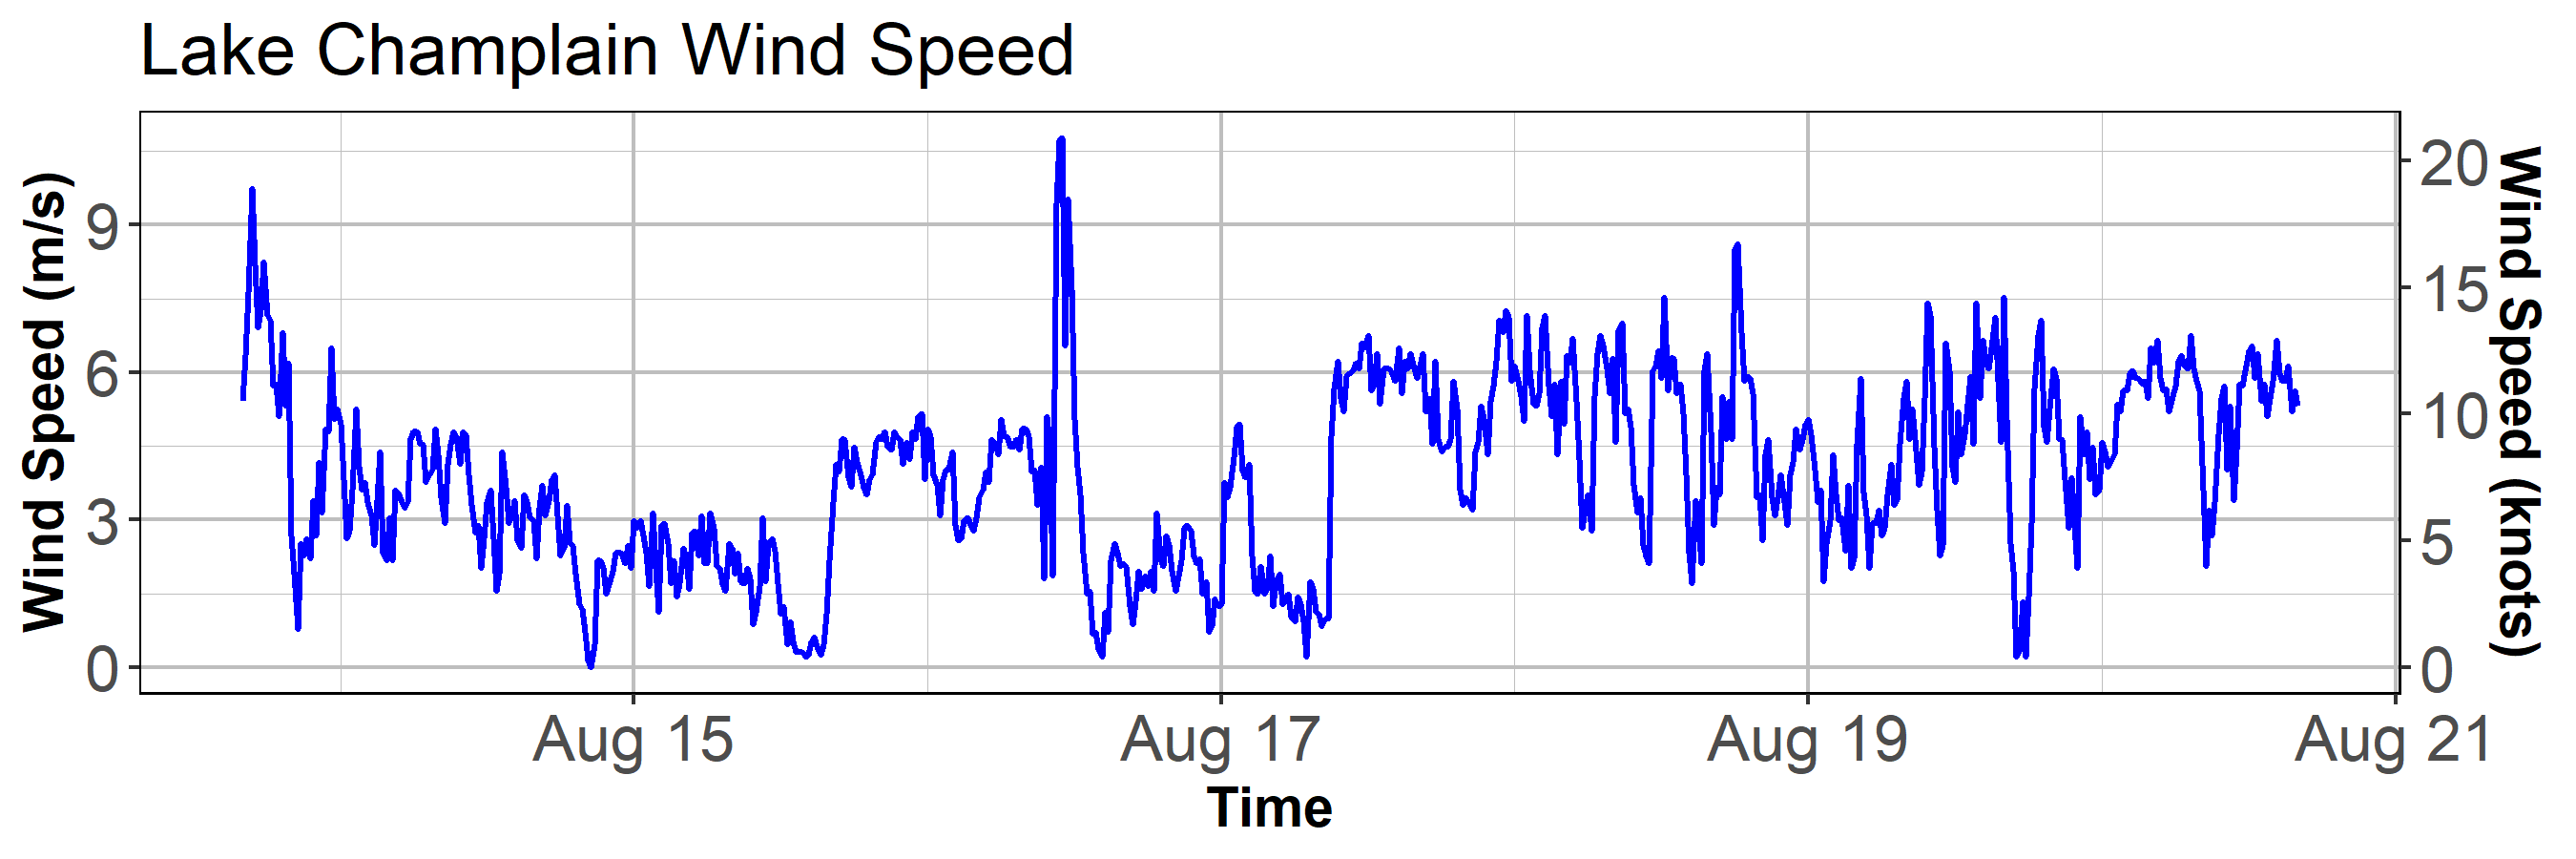 Lake Champlain Wind Speed
Wind Speed (m/s)
9
6
3
0
20
15
10
5
0
Wind Speed (knots)
Aug 15
Aug 17
Aug 19
Aug 21
Time